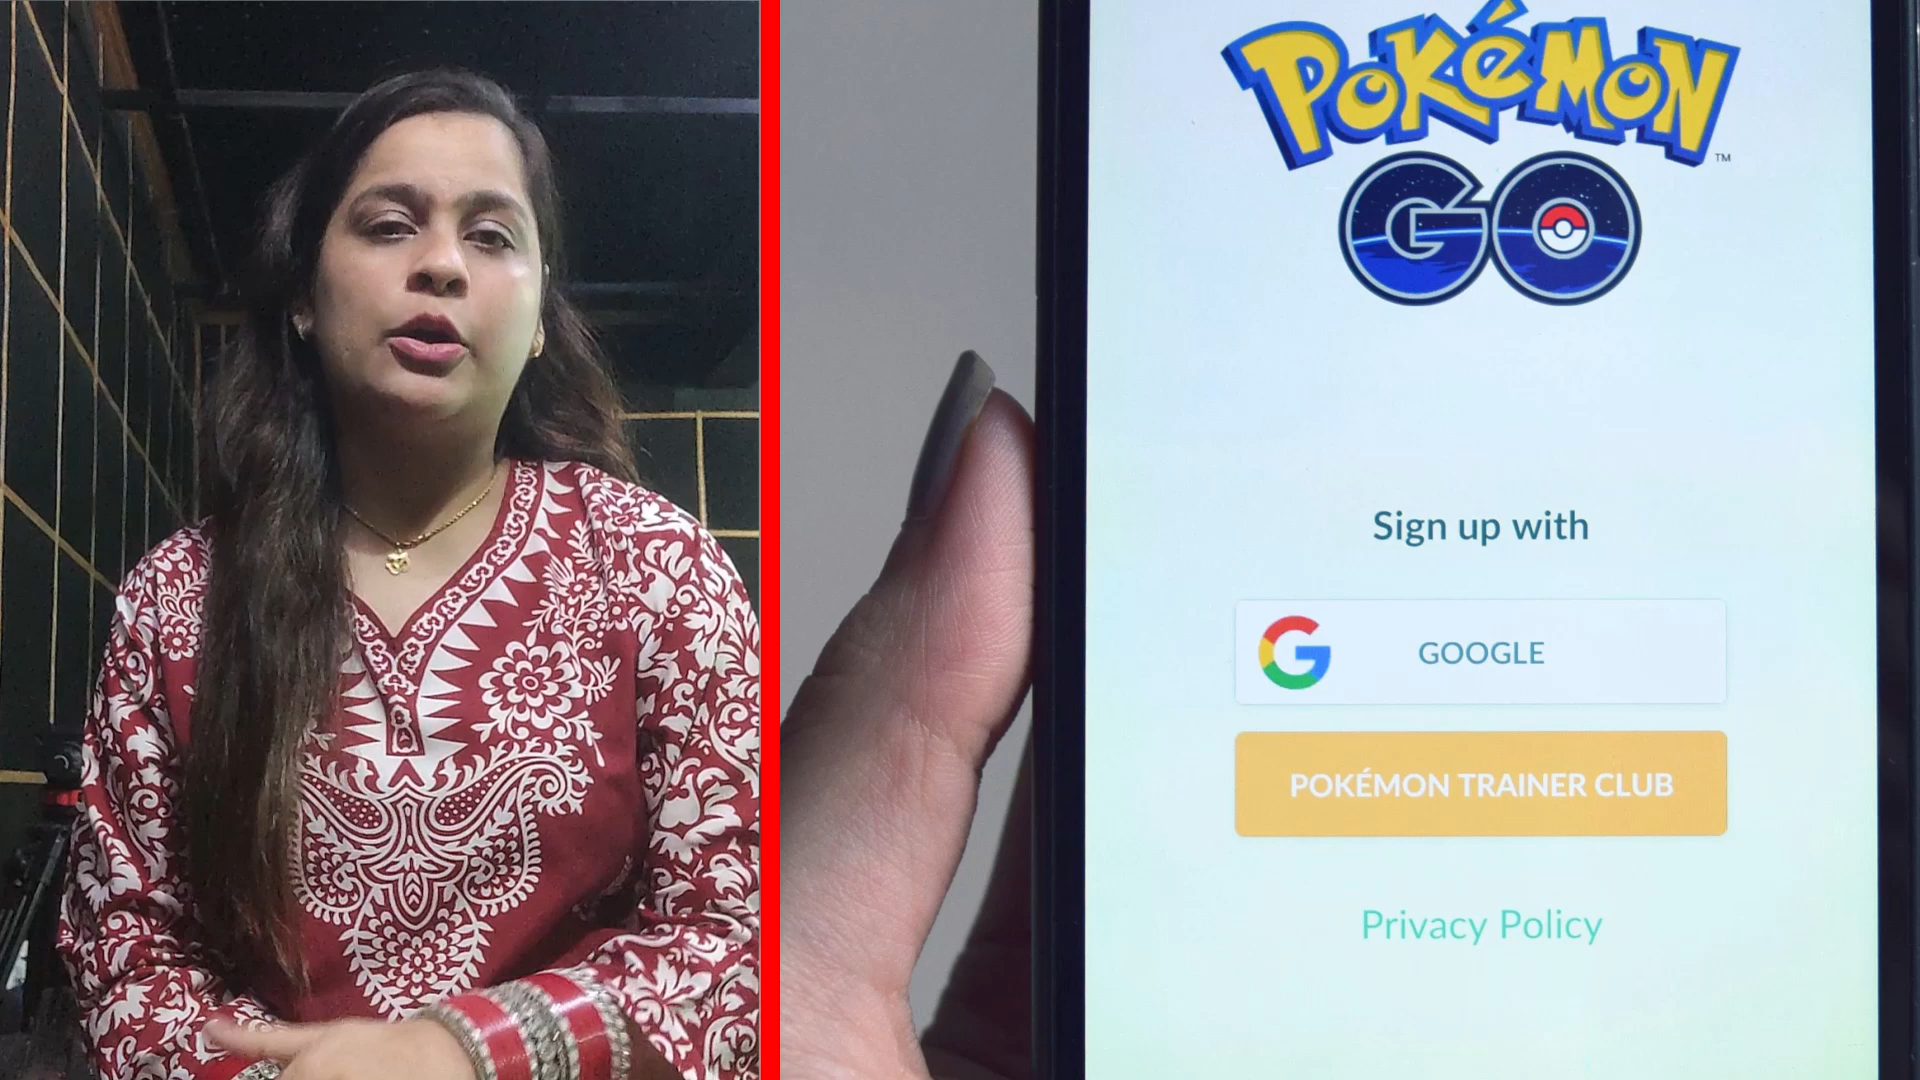 POKÉMON
™
GO
Sign up with
G GOOGLE
POKÉMON TRAINER CLUB
Privacy Policy